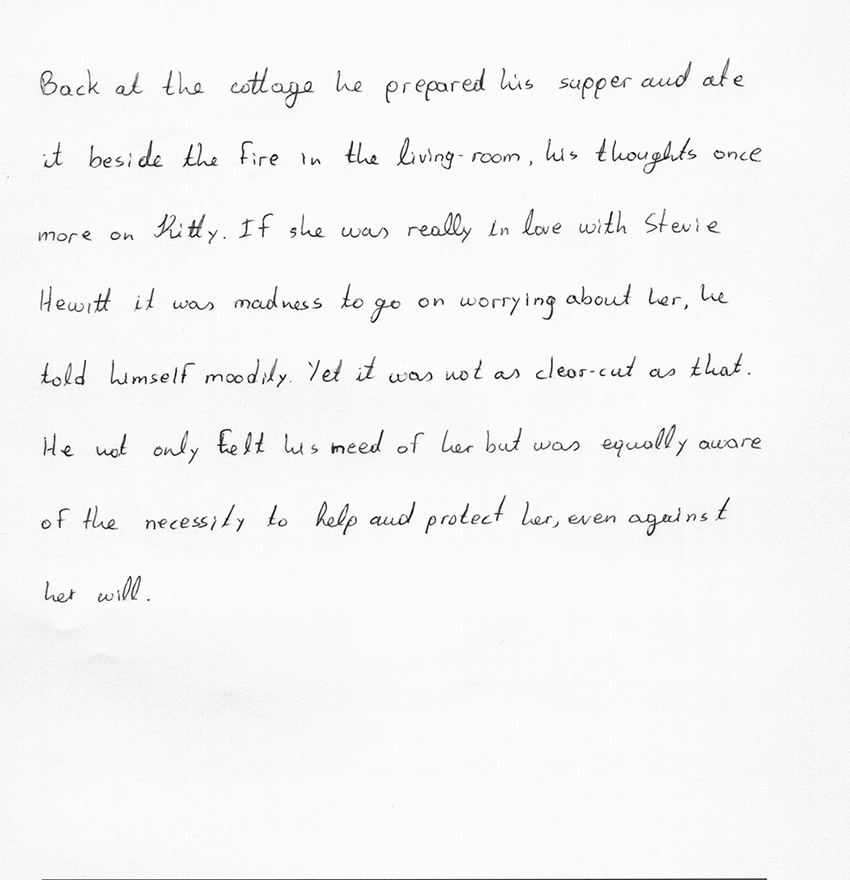 Back at the cottage he prepared his supper and ate
it beside the fire in the living-room, his thoughts once
more on Kitty. If she was really in love with Stevie
Hewitt it was madness to go on worrying about her, he
told himself moodily. Yet it was not as clear-cut as that.
He not only felt his need of her but was equally aware
of the necessity to help and protect her, even against
her will.